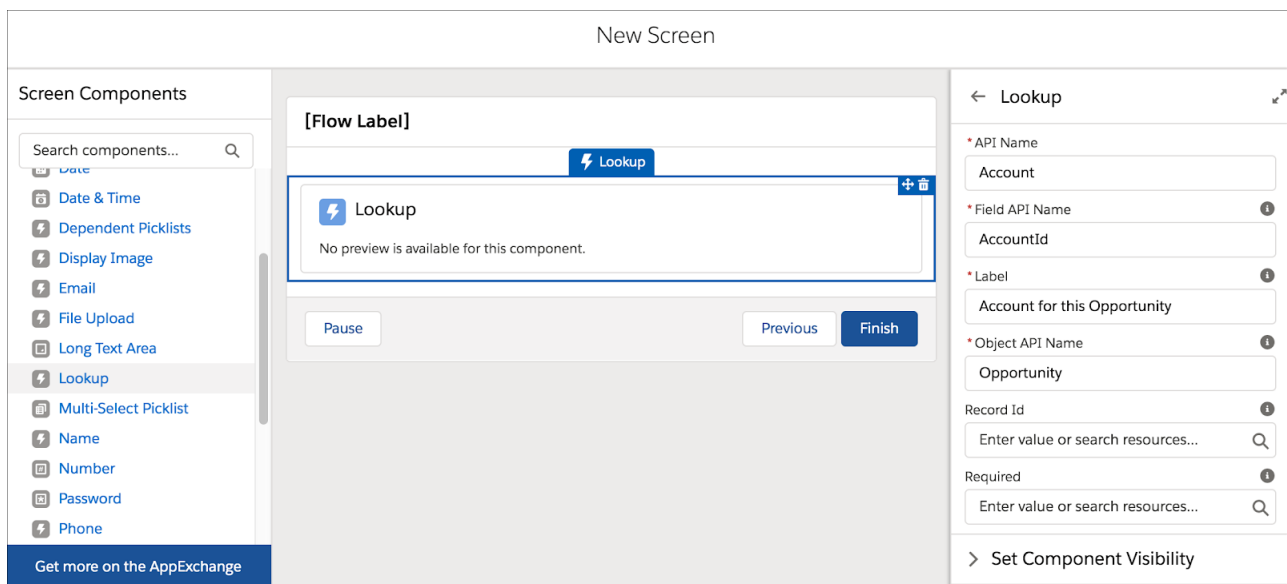 New Screen
Screen Components
Search components...
Date
Date & Time
Dependent Picklists
Display Image
Email
File Upload
Long Text Area
Lookup
Multi-Select Picklist
Name
Number
Password
Phone
Get more on the AppExchange
[Flow Label]
Lookup
Lookup
No preview is available for this component.
Pause
Previous
Finish
Lookup
* API Name
Account
* Field API Name
AccountId
* Label
Account for this Opportunity
* Object API Name
Opportunity
Record Id
Enter value or search resources...
Required
Enter value or search resources...
Set Component Visibility